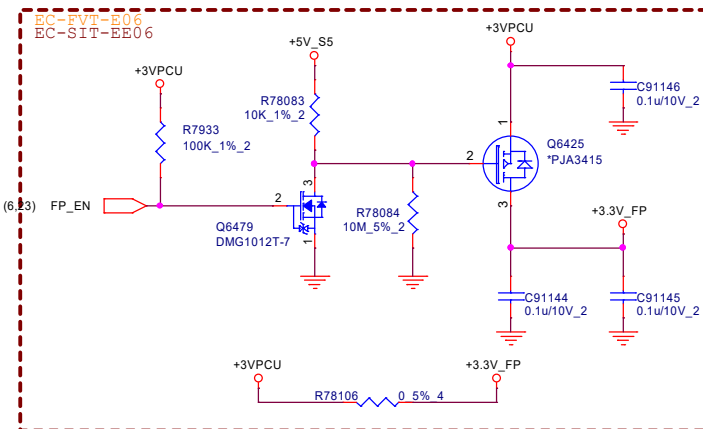 EC-FVT-E06
EC-SIT-EE06
+3VPCU
+5V_S5
+3VPCU
C91146
0.1u/10V_2
R78083
10K_1%_2
R7933
100K_1%_2
1
Q6425
*PJA3415
2
3
3
(6,23) FP_EN
2
R78084
10M_5%_2
+3.3V_FP
Q6479
DMG1012T-7
1
C91144
0.1u/10V_2
C91145
0.1u/10V_2
+3VPCU
+3.3V_FP
R78106
0_5%_4